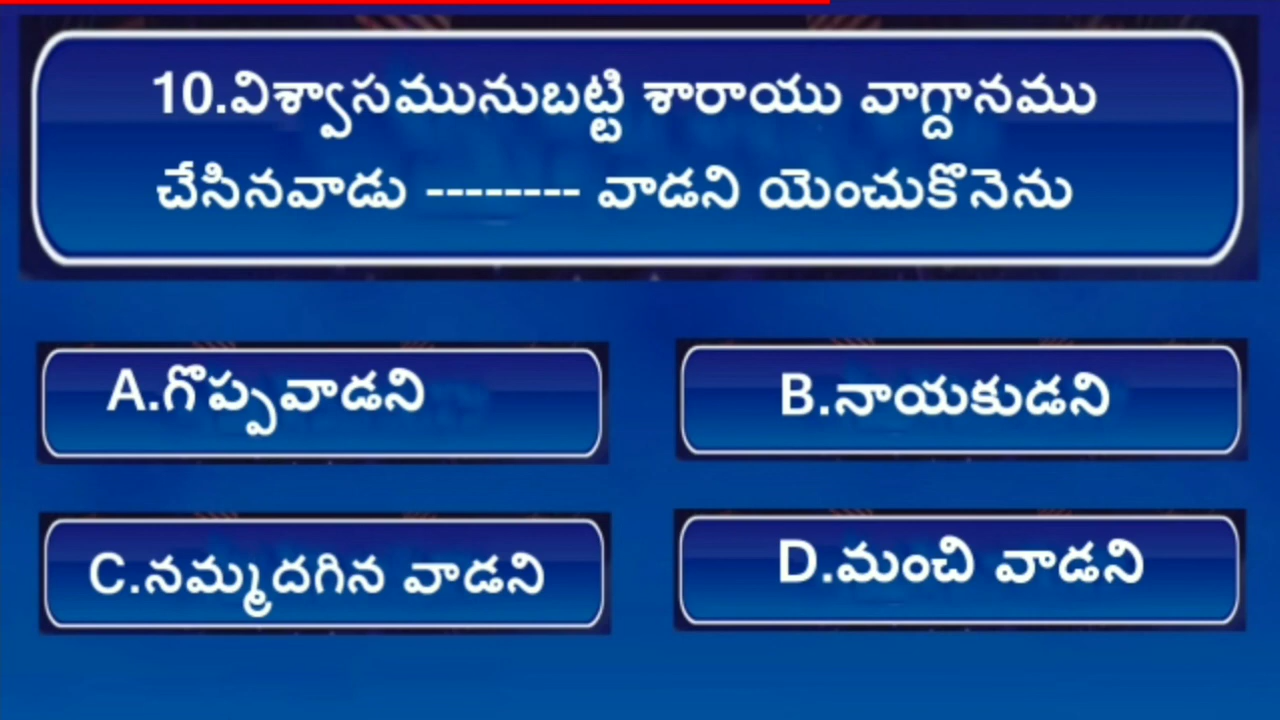 10.విశ్వాసమునుబట్టి శారాయు వాగ్దానము
చేసినవాడు -------- వాడని యెంచుకొనెను
A.గొప్పవాడని
B.నాయకుడని
C.నమ్మదగిన వాడని
D.మంచి వాడని